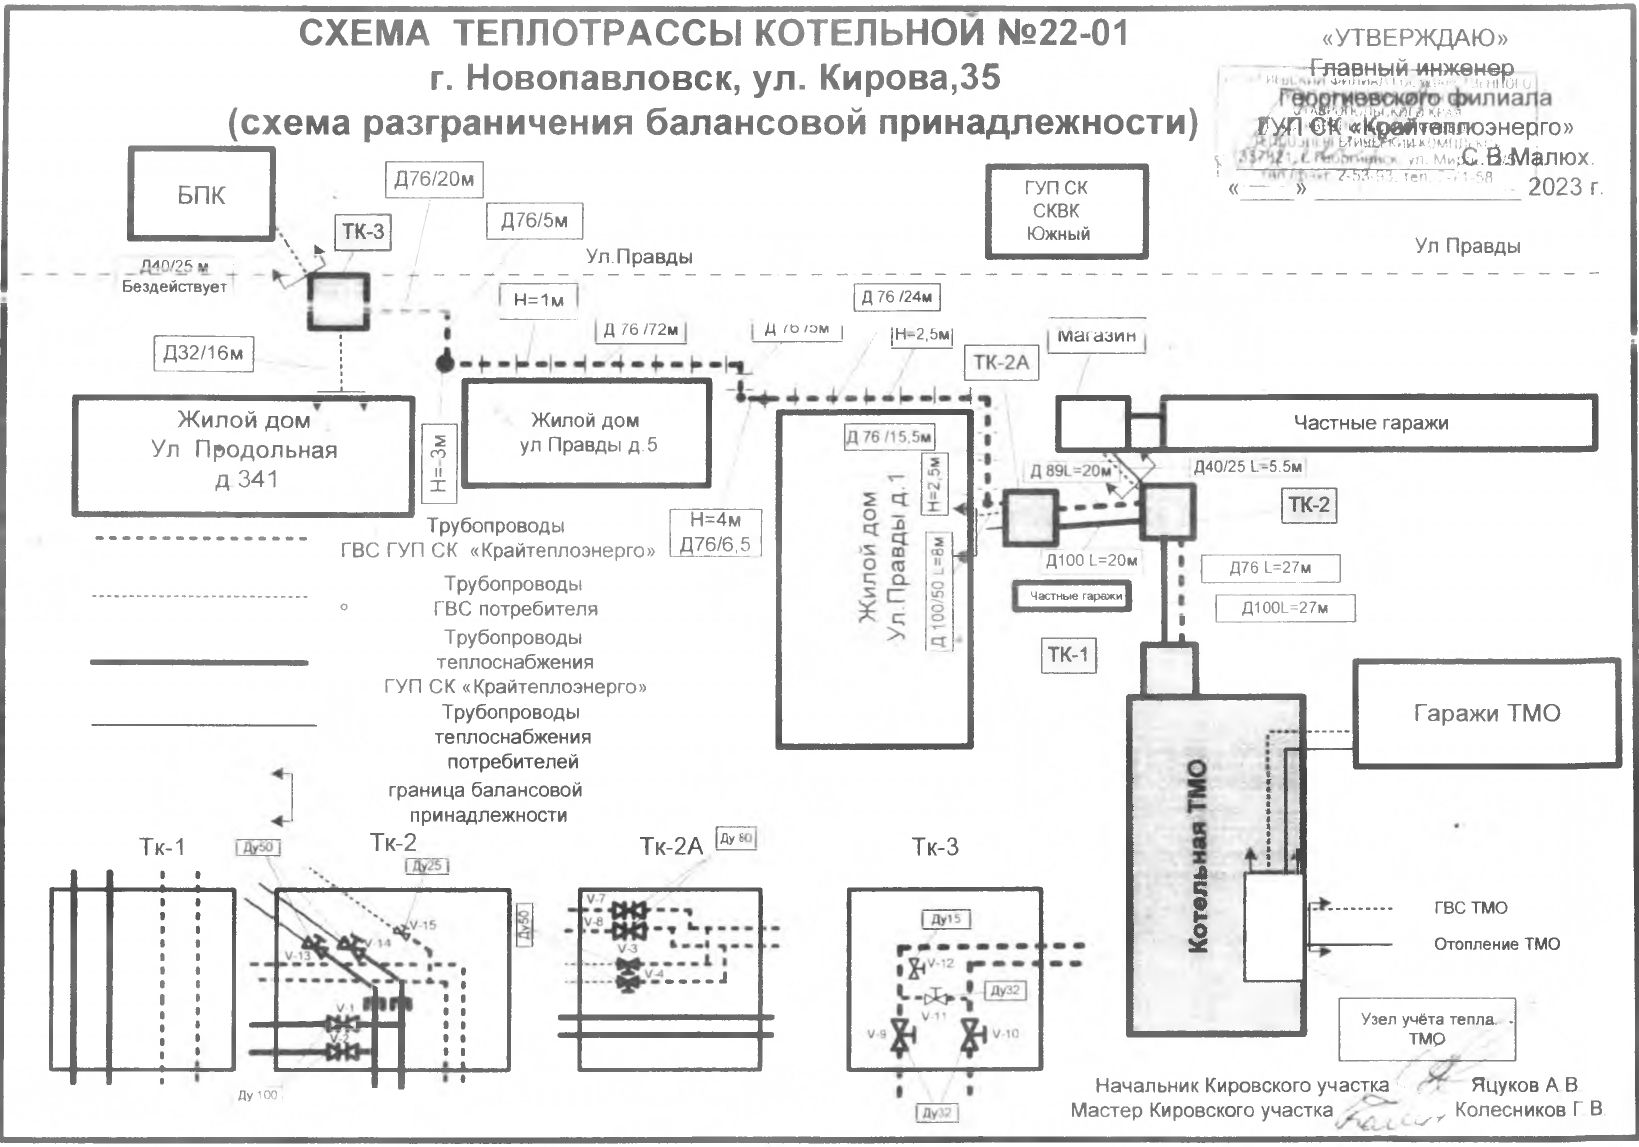 СХЕМА ТЕПЛОТРАССЫ КОТЕЛЬНОЙ №22-01
г. Новопавловск, ул. Кирова,35
(схема разграничения балансовой принадлежности)
«УТВЕРЖДАЮ»
Главный инженер
Георгиевского филиала
ГУП СК «Крайтеплоэнерго»
С.В.Малюх.
« » 2023 г.
БПК
Д76/20м
ТК-3
Д76/5м
Ул.Правды
ГУП СК
СКВК
Южный
Ул Правды
Д40/25 м
Бездействует
Н=1м
Д 76 /72м
Д 76 /5м
Д 76 /24м
Н=2,5м
ТК-2А
Магазин
Д32/16м
Жилой дом
Ул Продольная
д 341
Н=-3м
Жилой дом
ул Правды д.5
Д 76 /15,5м
Н=2,5м
Жилой дом
Ул.Правды д.1
Д 100/50 L=8м
Н=4м
Д76/6,5
Частные гаражи
Д 89L=20м
Д40/25 L=5.5м
ТК-2
Д100 L=20м
Д76 L=27м
Д100L=27м
Частные гаражи
ТК-1
Трубопроводы
ГВС ГУП СК «Крайтеплоэнерго»
Трубопроводы
ГВС потребителя
Трубопроводы
теплоснабжения
ГУП СК «Крайтеплоэнерго»
Трубопроводы
теплоснабжения
потребителей
граница балансовой
принадлежности
Гаражи ТМО
Котельная ТМО
ГВС ТМО
Отопление ТМО
Узел учёта тепла.
ТМО
Тк-1
Ду50
Тк-2
Ду25
V-15
V-14
V-13
V-1
V-2
Ду 100
Тк-2А
Ду 80
Ду50
V-7
V-8
V-3
V-4
Тк-3
Ду15
V-12
Ду32
V-11
V-9
V-10
Ду32
Начальник Кировского участка Яцуков А В
Мастер Кировского участка Колесников Г В